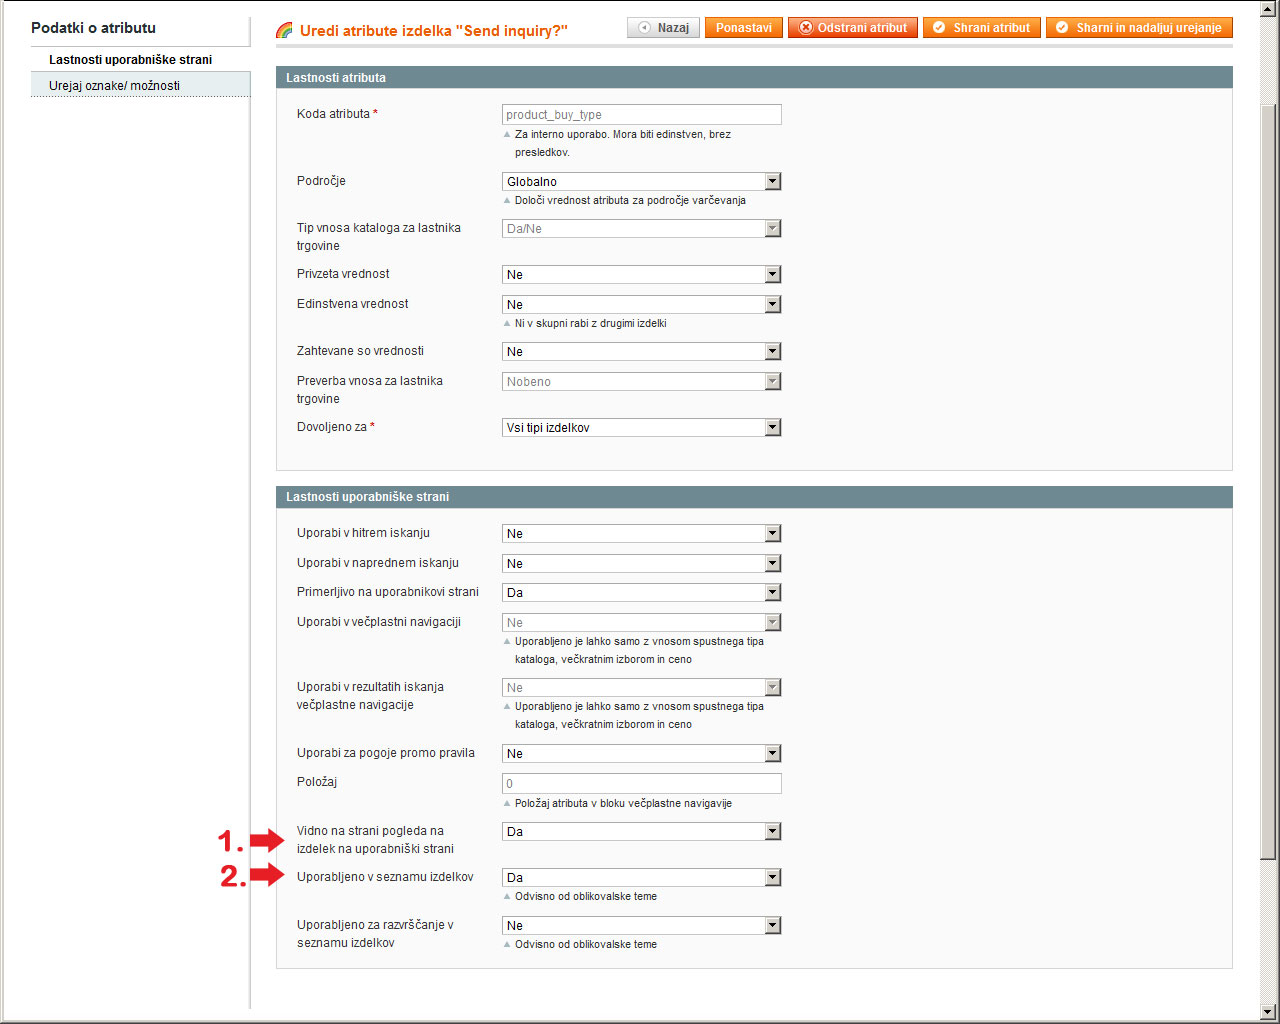 Podatki o atributu
Lastnosti uporabniške strani
Urejaj oznake/ možnosti
Uredi atribute izdelka "Send inquiry?"
Nazaj
Ponastavi
Odstrani atribut
Shrani atribut
Sharni in nadaljuj urejanje
Lastnosti atributa
Koda atributa *
product_buy_type
Za interno uporabo. Mora biti edinstven, brez
presledkov.
Področje
Globalno
Določi vrednost atributa za področje varčevanja
Tip vnosa kataloga za lastnika
trgovine
Da/Ne
Privzeta vrednost
Ne
Edinstvena vrednost
Ne
Ni v skupni rabi z drugimi izdelki
Zahtevane so vrednosti
Ne
Preverba vnosa za lastnika
trgovine
Nobeno
Dovoljeno za *
Vsi tipi izdelkov
Lastnosti uporabniške strani
Uporabi v hitrem iskanju
Ne
Uporabi v naprednem iskanju
Ne
Primerljivo na uporabnikovi strani
Da
Uporabi v večplastni navigaciji
Ne
Uporabljeno je lahko samo z vnosom spustnega tipa
kataloga, večkratnim izborom in ceno
Uporabi v rezultatih iskanja
večplastne navigacije
Ne
Uporabljeno je lahko samo z vnosom spustnega tipa
kataloga, večkratnim izborom in ceno
Uporabi za pogoje promo pravila
Ne
Položaj
0
Položaj atributa v bloku večplastne navigavije
1.
Vidno na strani pogleda na
izdelek na uporabniški strani
Da
2.
Uporabljeno v seznamu izdelkov
Da
Odvisno od oblikovalske teme
Uporabljeno za razvrščanje v
seznamu izdelkov
Ne
Odvisno od oblikovalske teme